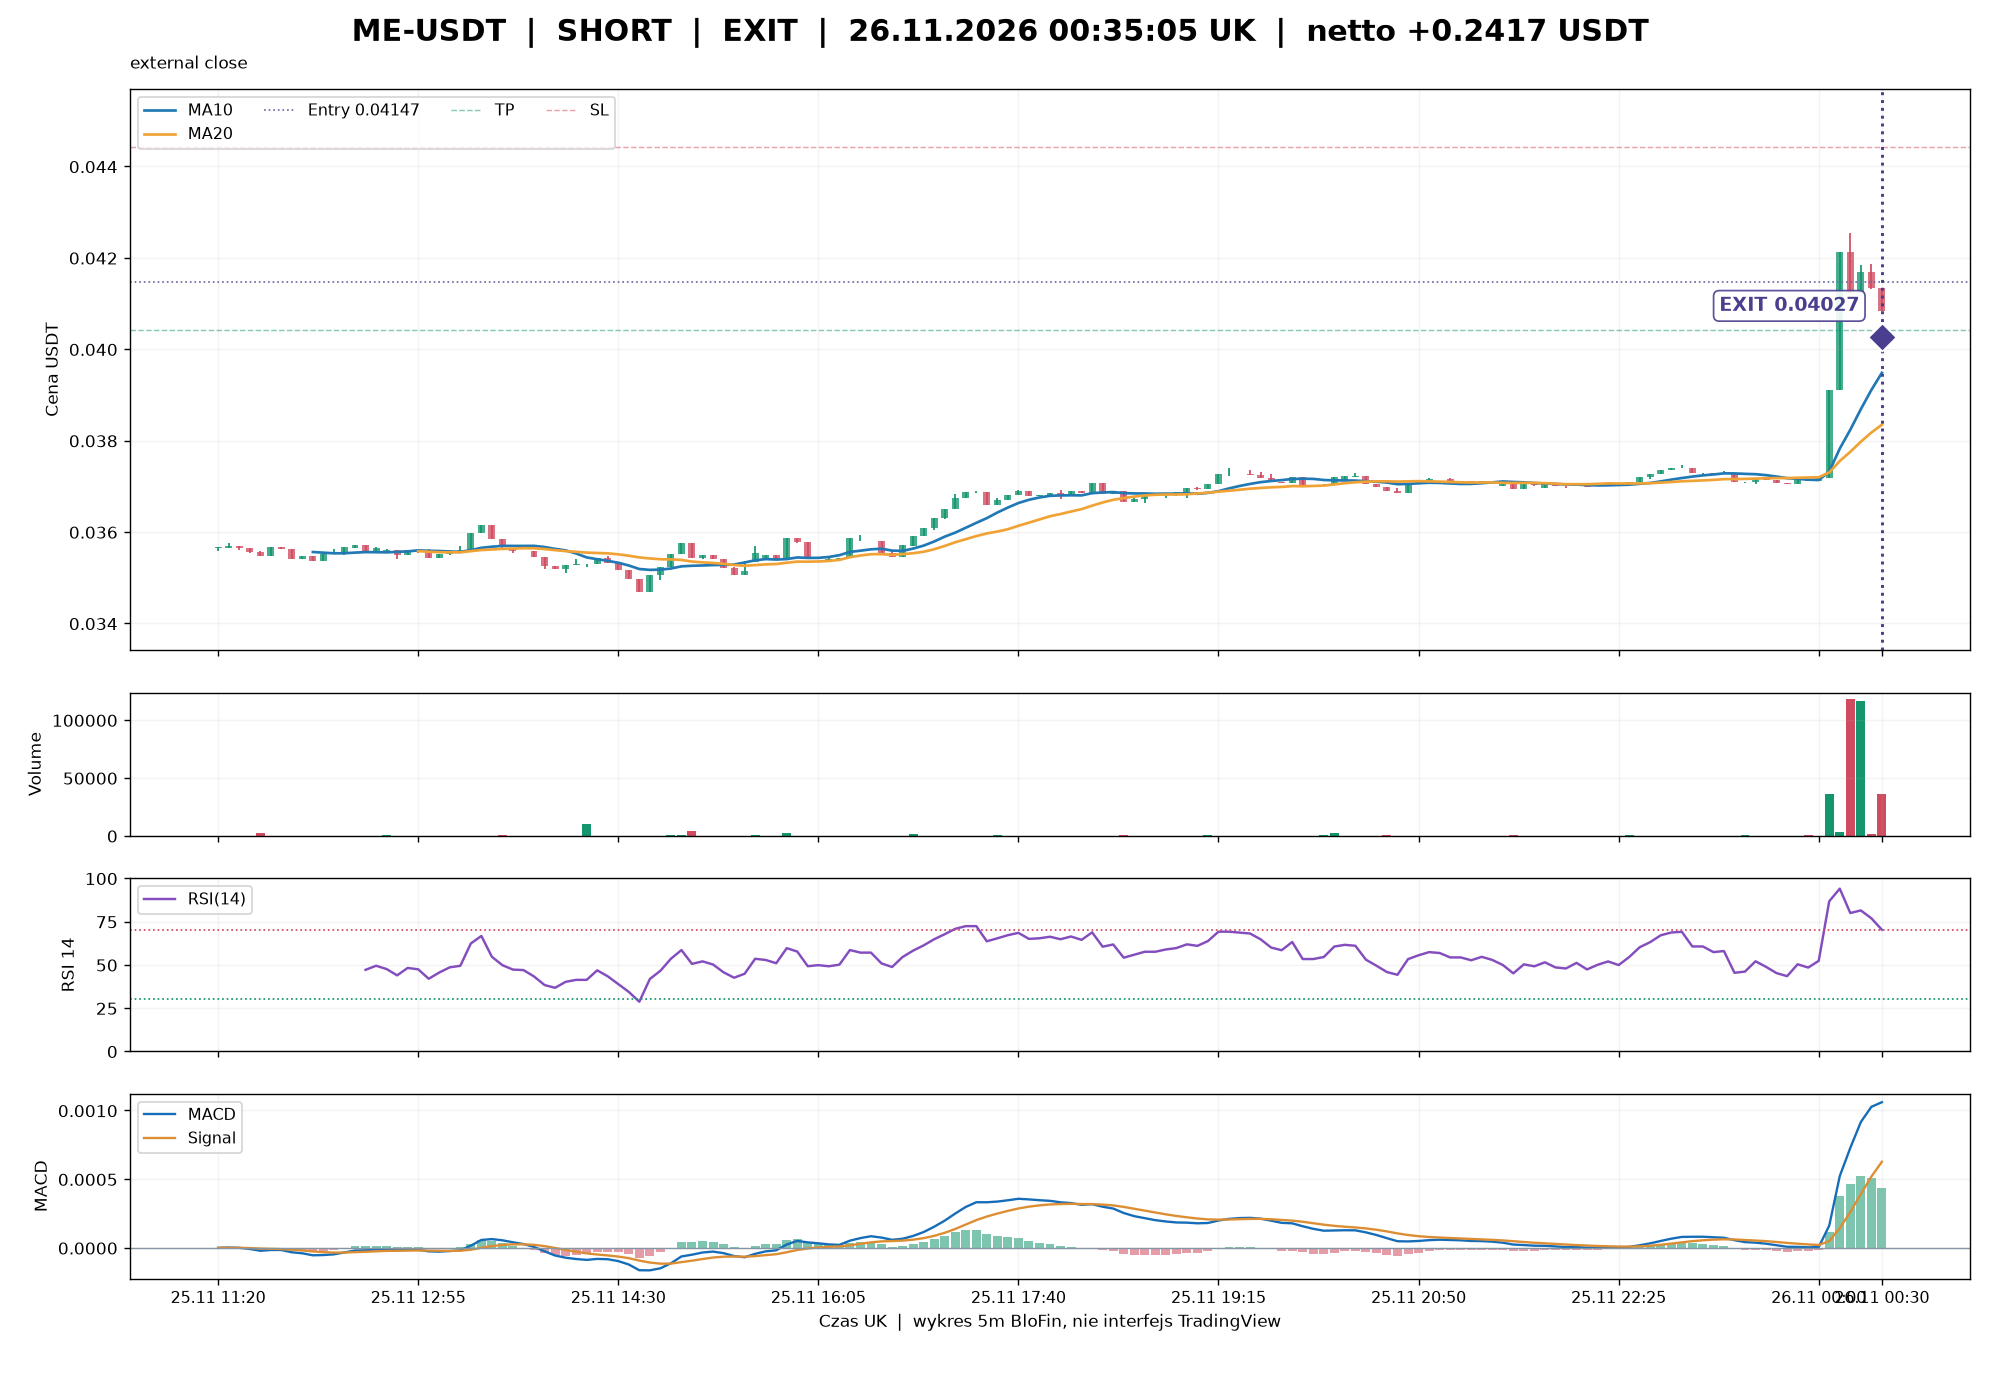 ME-USDT | SHORT | EXIT | 26.11.2026 00:35:05 UK | netto +0.2417 USDT
external close
MA10
MA20
Entry 0.04147
TP
SL
Cena USDT
0.044
0.042
0.040
0.038
0.036
0.034
EXIT 0.04027
Volume
100000
50000
0
RSI 14
RSI(14)
100
75
50
25
0
MACD
MACD
Signal
0.0010
0.0005
0.0000
25.11 11:20
25.11 12:55
25.11 14:30
25.11 16:05
25.11 17:40
25.11 19:15
25.11 20:50
25.11 22:25
26.11 00:00
26.11 00:30
Czas UK | wykres 5m BloFin, nie interfejs TradingView